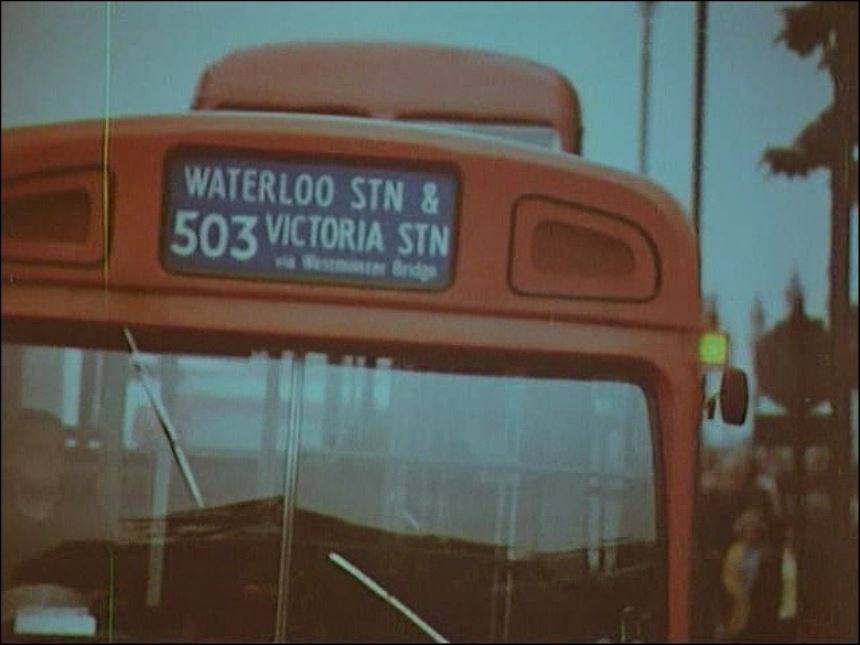 WATERLOO STN &
503 VICTORIA STN
via Westminster Bridge